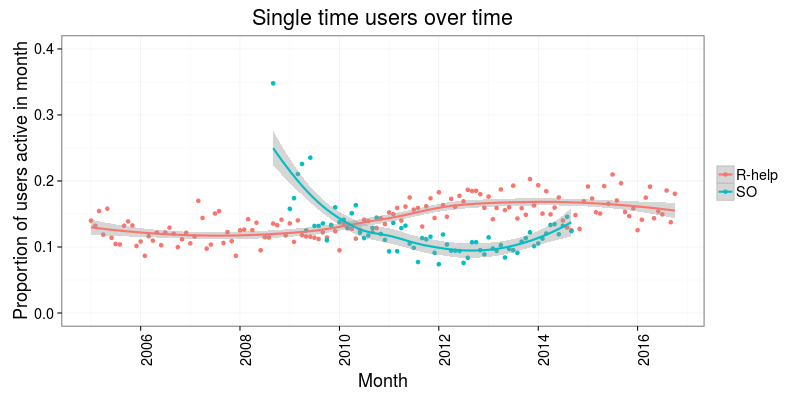 Single time users over time
Proportion of users active in month
0.4
0.3
0.2
0.1
0.0
2006
2008
2010
2012
2014
2016
Month
R-help
SO